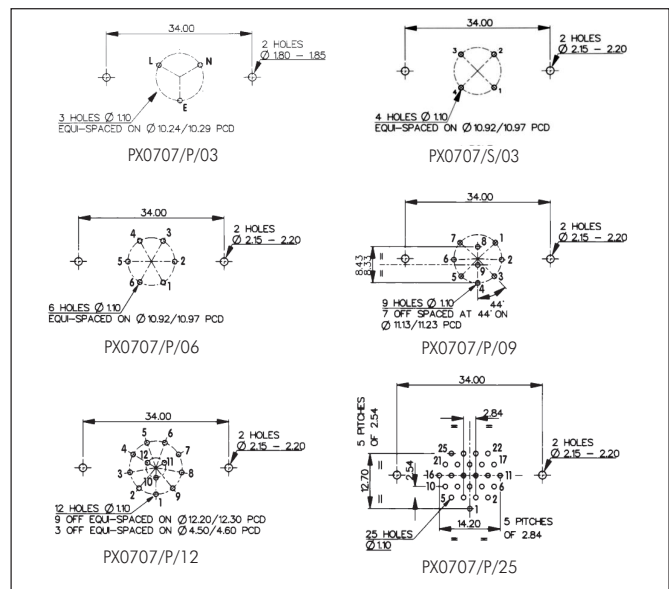 34.00
2 HOLES
Ø 1.80 – 1.85
L
N
E
3 HOLES Ø 1.10
EQUI-SPACED ON Ø 10.24/10.29 PCD
PX0707/P/03
34.00
2 HOLES
Ø 2.15 – 2.20
3
2
4
1
4 HOLES Ø 1.10
EQUI-SPACED ON Ø 10.92/10.97 PCD
PX0707/S/03
34.00
2 HOLES
Ø 2.15 – 2.20
4
3
5
2
6
1
6 HOLES Ø 1.10
EQUI-SPACED ON Ø 10.92/10.97 PCD
PX0707/P/06
34.00
2 HOLES
Ø 2.15 – 2.20
8.43
8.33
=
=
7
8
1
6
2
9
5
3
4
44'
9 HOLES Ø 1.10
7 OFF SPACED AT 44' ON
Ø 11.13/11.23 PCD
PX0707/P/09
34.00
2 HOLES
Ø 2.15 – 2.20
5
6
4
7
12
11
3
8
10
2
9
1
12 HOLES Ø 1.10
9 OFF EQUI-SPACED ON Ø 12.20/12.30 PCD
3 OFF EQUI-SPACED ON Ø 4.50/4.60 PCD
PX0707/P/12
34.00
5 PITCHES
OF 2.54
2.84
=
=
2 HOLES
Ø 2.15 – 2.20
12.70
2.54
=
=
25
22
21
17
16
11
10
6
5
2
1
14.20
5 PITCHES
OF 2.84
=
=
25 HOLES
Ø 1.10
PX0707/P/25